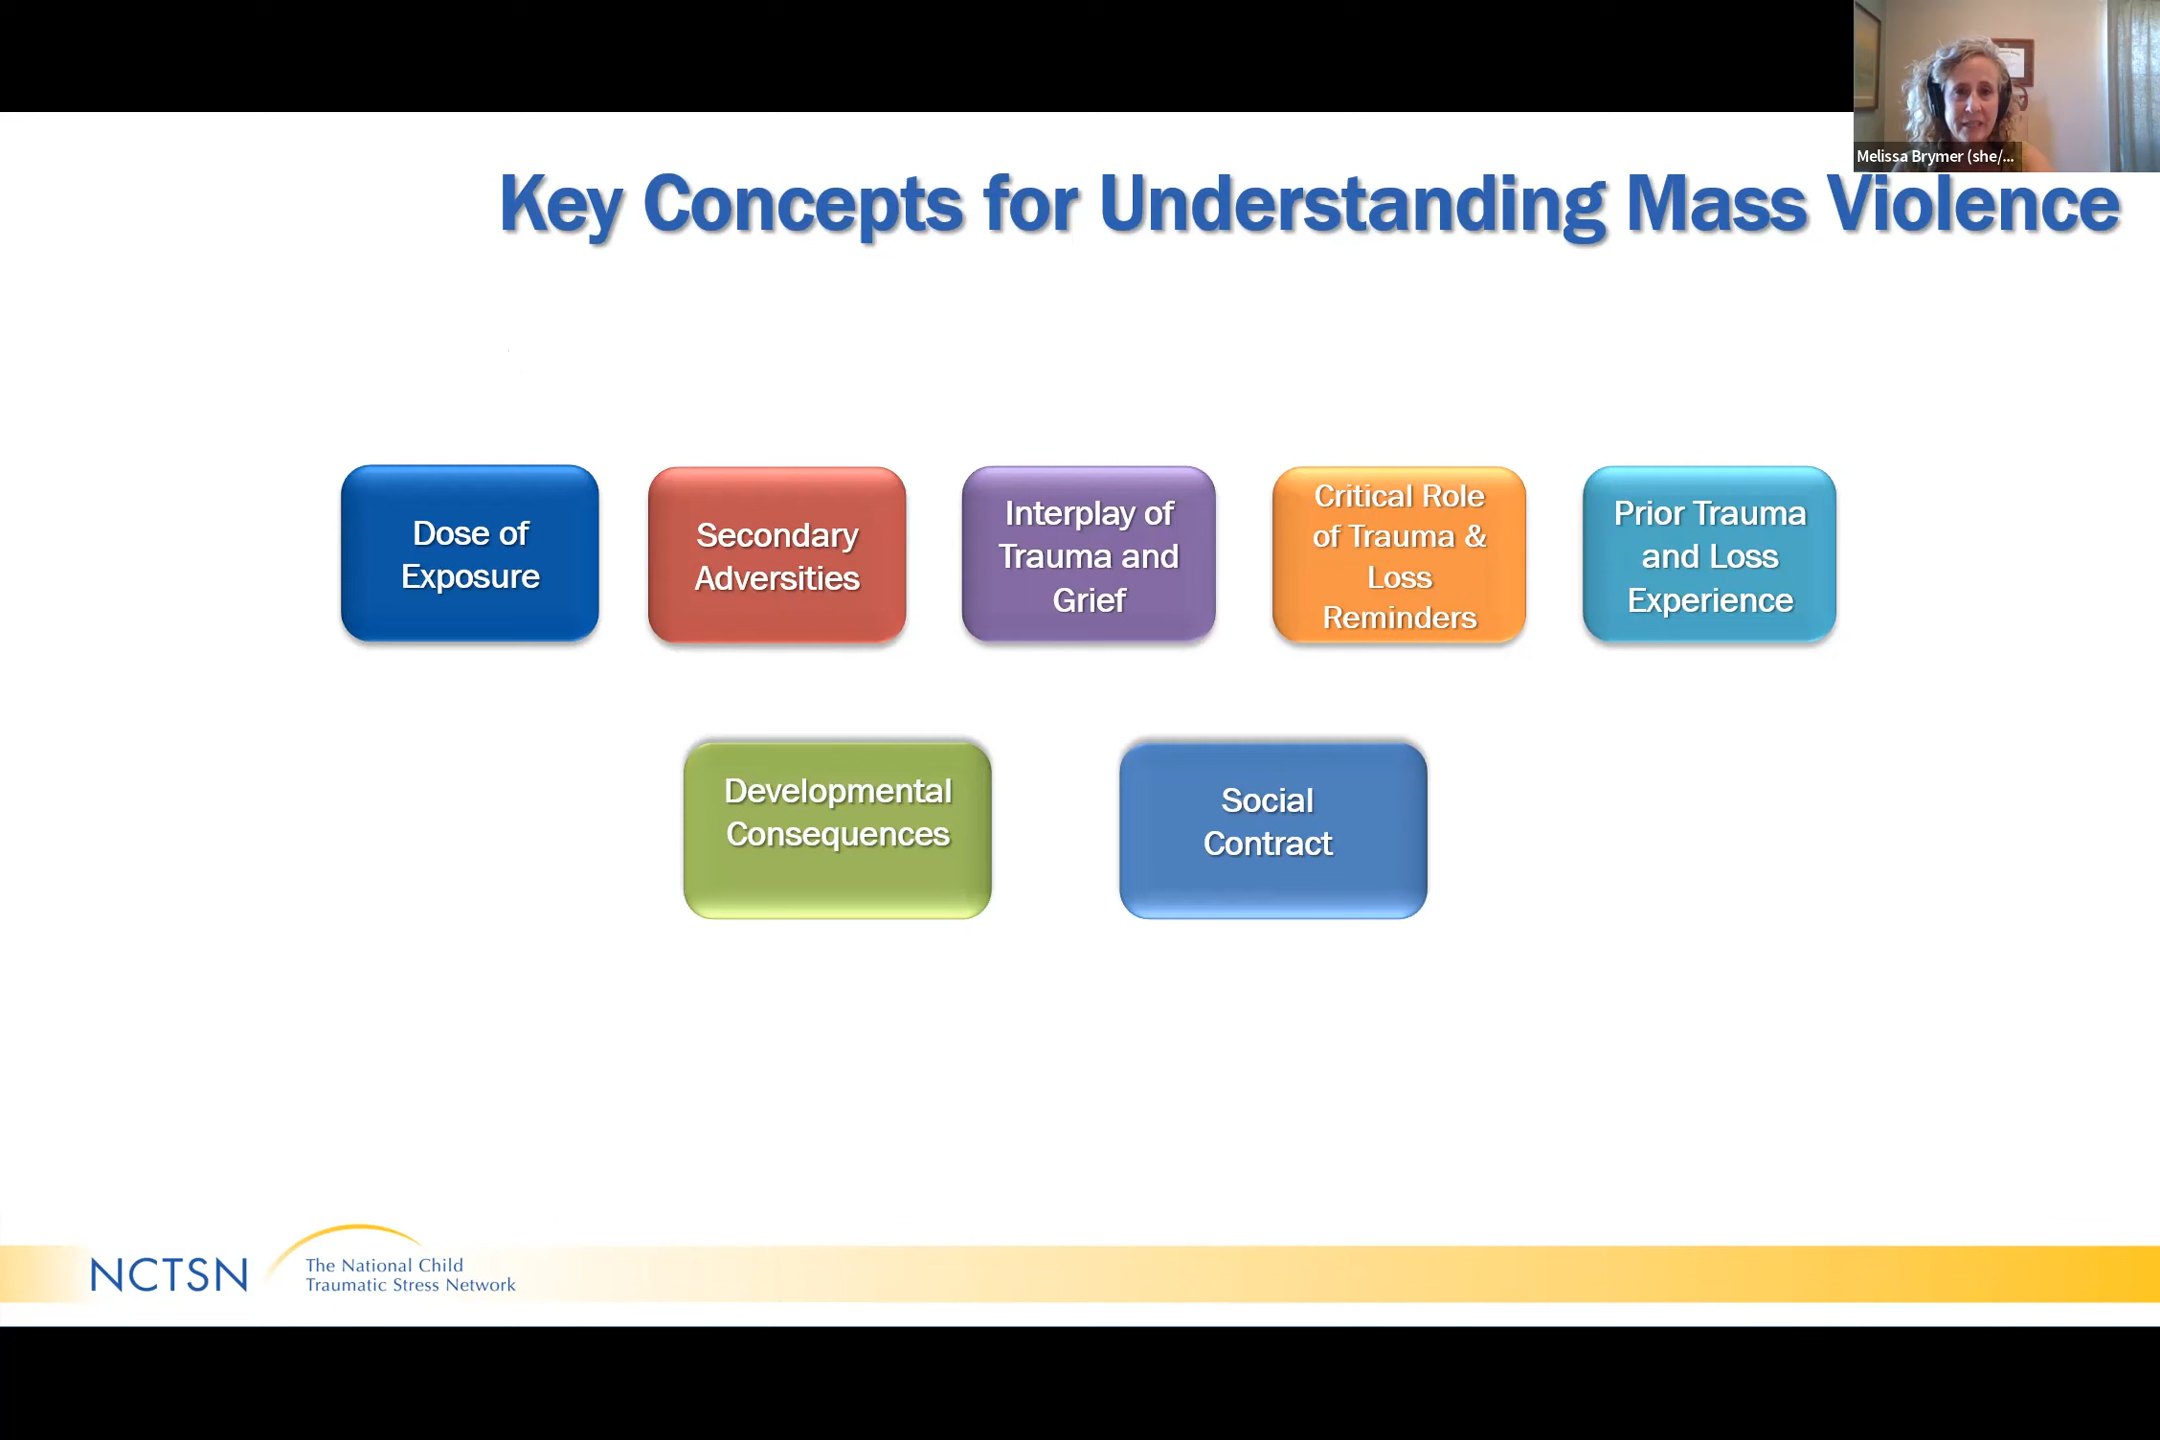 Melissa Brymer (she/...
Key Concepts for Understanding Mass Violence
Dose of
Exposure
Secondary
Adversities
Interplay of
Trauma and
Grief
Critical Role
of Trauma &
Loss
Reminders
Prior Trauma
and Loss
Experience
Developmental
Consequences
Social
Contract
NCTSN
The National Child
Traumatic Stress Network